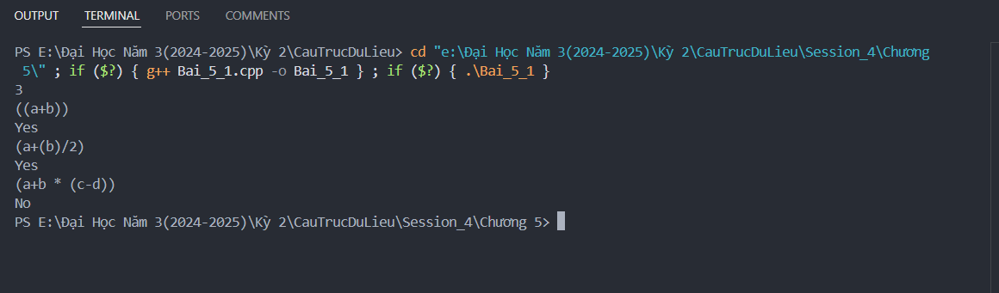 OUTPUT TERMINAL PORTS COMMENTS
PS E:\Đại Học Năm 3(2024-2025)\Kỳ 2\CauTrucDuLieu> cd "e:\Đại Học Năm 3(2024-2025)\Kỳ 2\CauTrucDuLieu\Session_4\Chương
5\" ; if ($?) { g++ Bai_5_1.cpp -o Bai_5_1 } ; if ($?) { .\Bai_5_1 }
3
((a+b))
Yes
(a+(b)/2)
Yes
(a+b * (c-d))
No
PS E:\Đại Học Năm 3(2024-2025)\Kỳ 2\CauTrucDuLieu\Session_4\Chương 5>